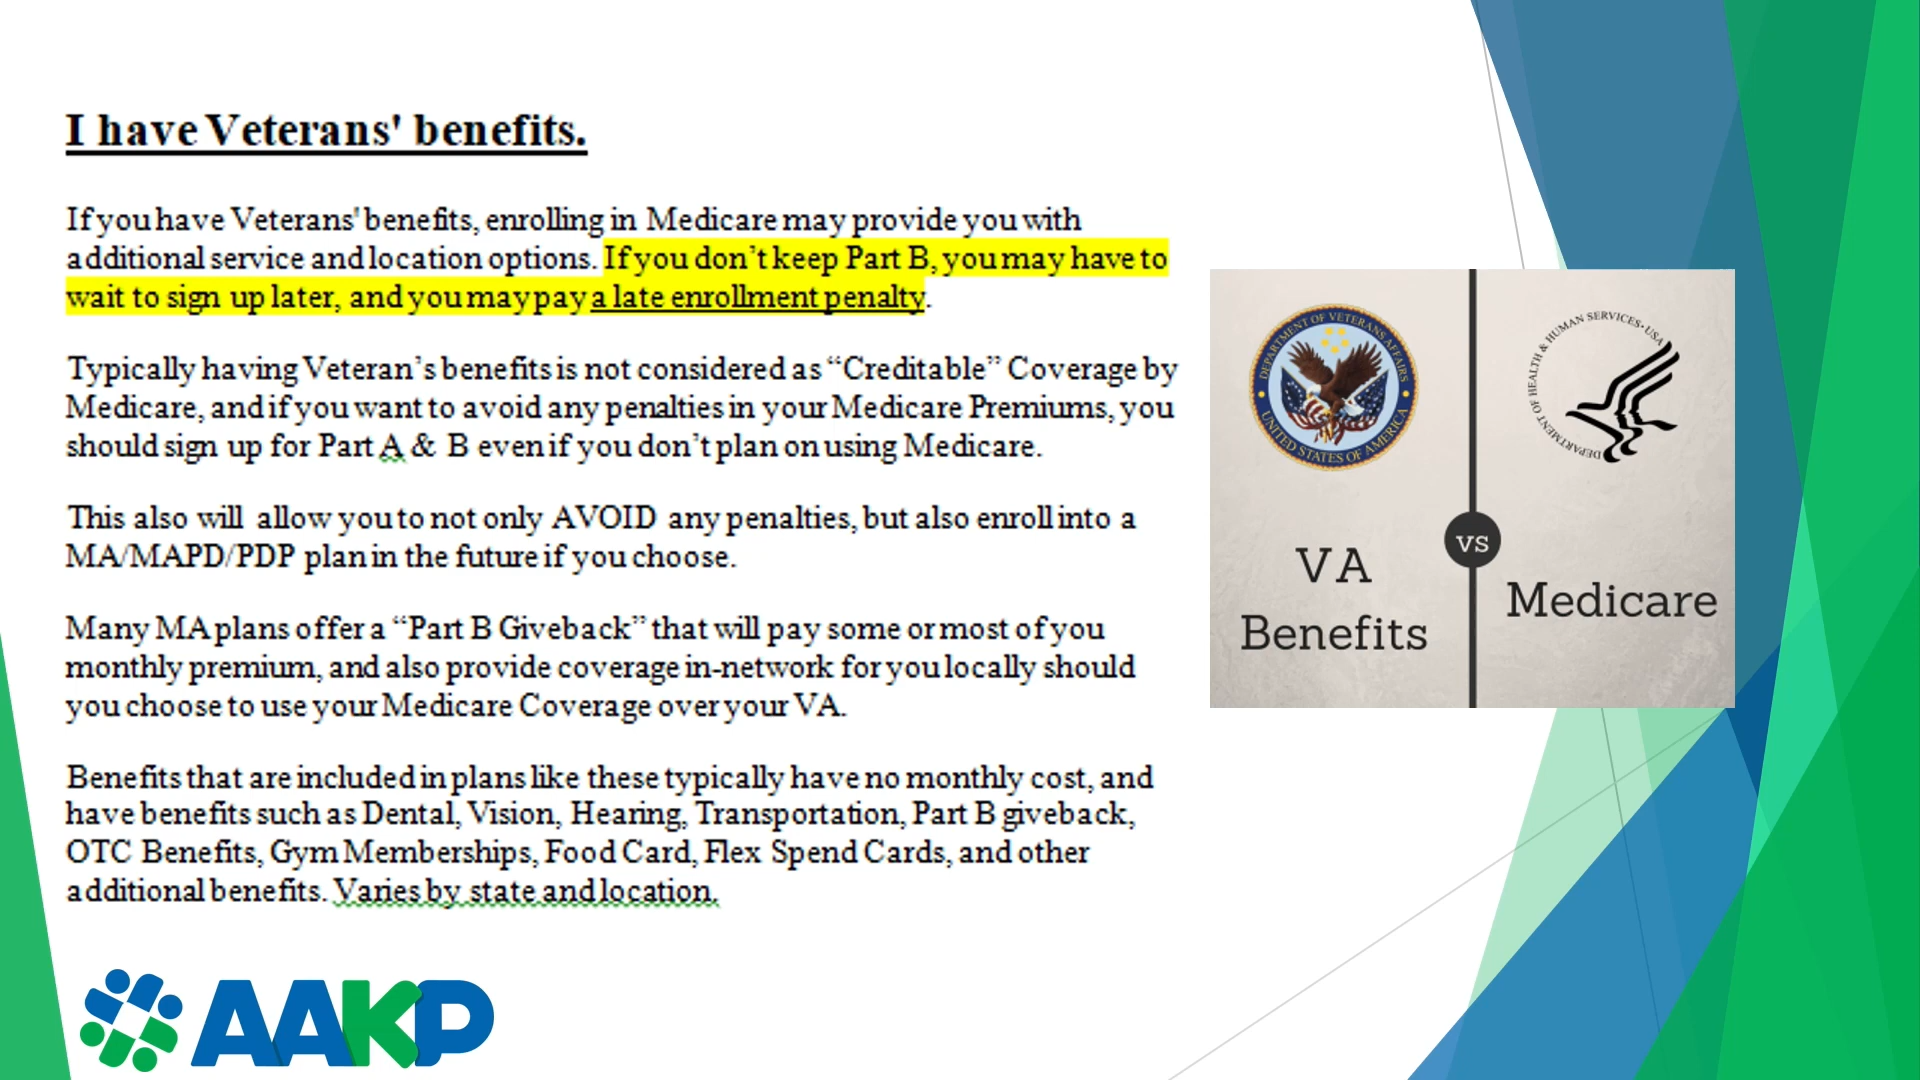 I have Veterans' benefits.
If you have Veterans' benefits, enrolling in Medicare may provide you with
additional service and location options. If you don’t keep Part B, you may have to
wait to sign up later, and you may pay a late enrollment penalty.
Typically having Veteran’s benefits is not considered as “Creditable” Coverage by
Medicare, and if you want to avoid any penalties in your Medicare Premiums, you
should sign up for Part A & B even if you don’t plan on using Medicare.
This also will allow you to not only AVOID any penalties, but also enroll into a
MA/MAPD/PDP plan in the future if you choose.
Many MA plans offer a “Part B Giveback” that will pay some or most of you
monthly premium, and also provide coverage in-network for you locally should
you choose to use your Medicare Coverage over your VA.
Benefits that are included in plans like these typically have no monthly cost, and
have benefits such as Dental, Vision, Hearing, Transportation, Part B giveback,
OTC Benefits, Gym Memberships, Food Card, Flex Spend Cards, and other
additional benefits. Varies by state and location.
DEPARTMENT OF VETERANS AFFAIRS
UNITED STATES OF AMERICA
VA
Benefits
vs
DEPARTMENT OF HEALTH & HUMAN SERVICES • USA
Medicare
AAKP